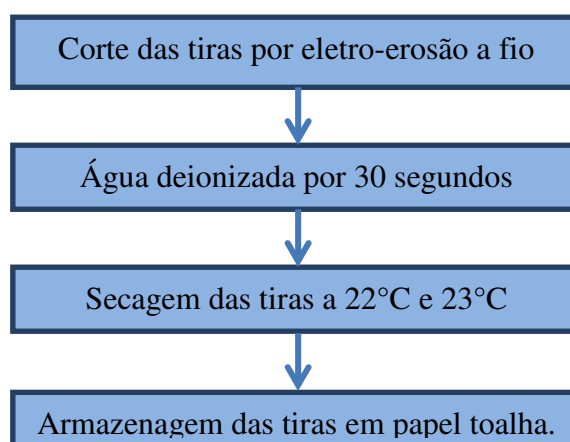 Corte das tiras por eletro-erosão a fio
Água deionizada por 30 segundos
Secagem das tiras a 22°C e 23°C
Armazenagem das tiras em papel toalha.